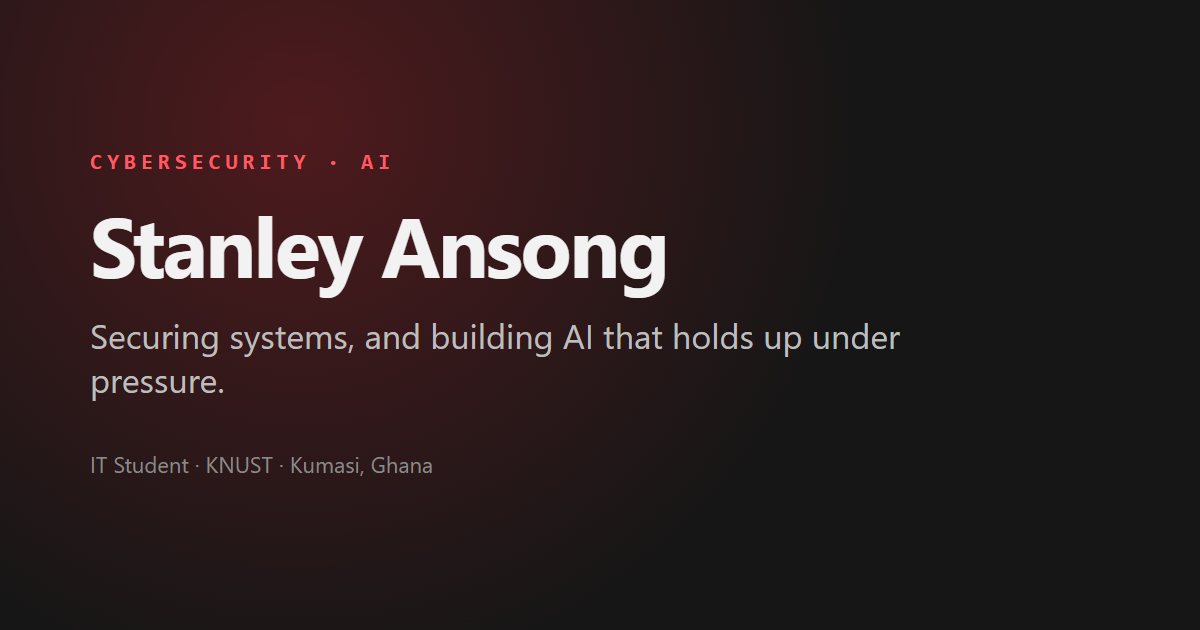 CYBERSECURITY · AI
Stanley Ansong
Securing systems, and building AI that holds up under
pressure.
IT Student · KNUST · Kumasi, Ghana